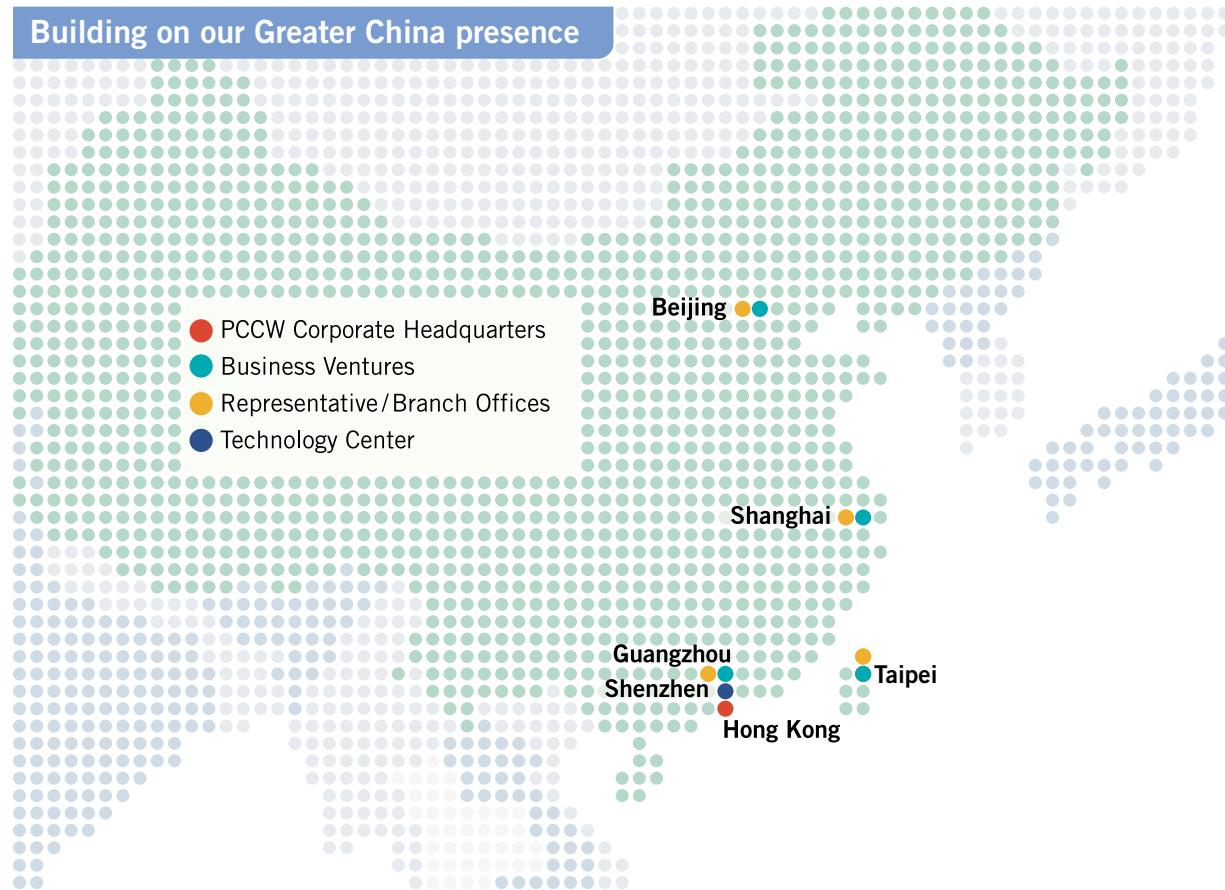 Building on our Greater China presence
Beijing
PCCW Corporate Headquarters
Business Ventures
Representative/Branch Offices
Technology Center
Shanghai
Guangzhou
Taipei
Shenzhen
Hong Kong